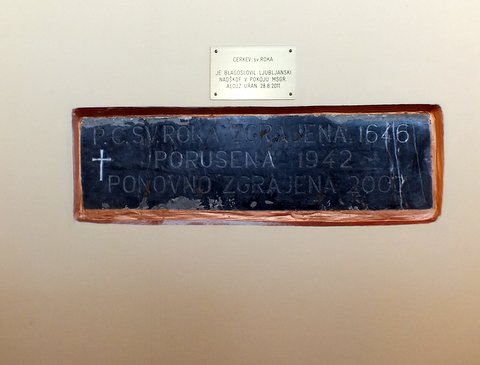 CERKEV sv. ROKA
JE BLAGOSLOVIL LJUBLJANSKI
NADŠKOF V POKOJU MSGR.
ALOJZ URAN 28.8.2011
P. C. SV. ROKA ZGRAJENA 1646
PORUŠENA 1942
PONOVNO ZGRAJENA